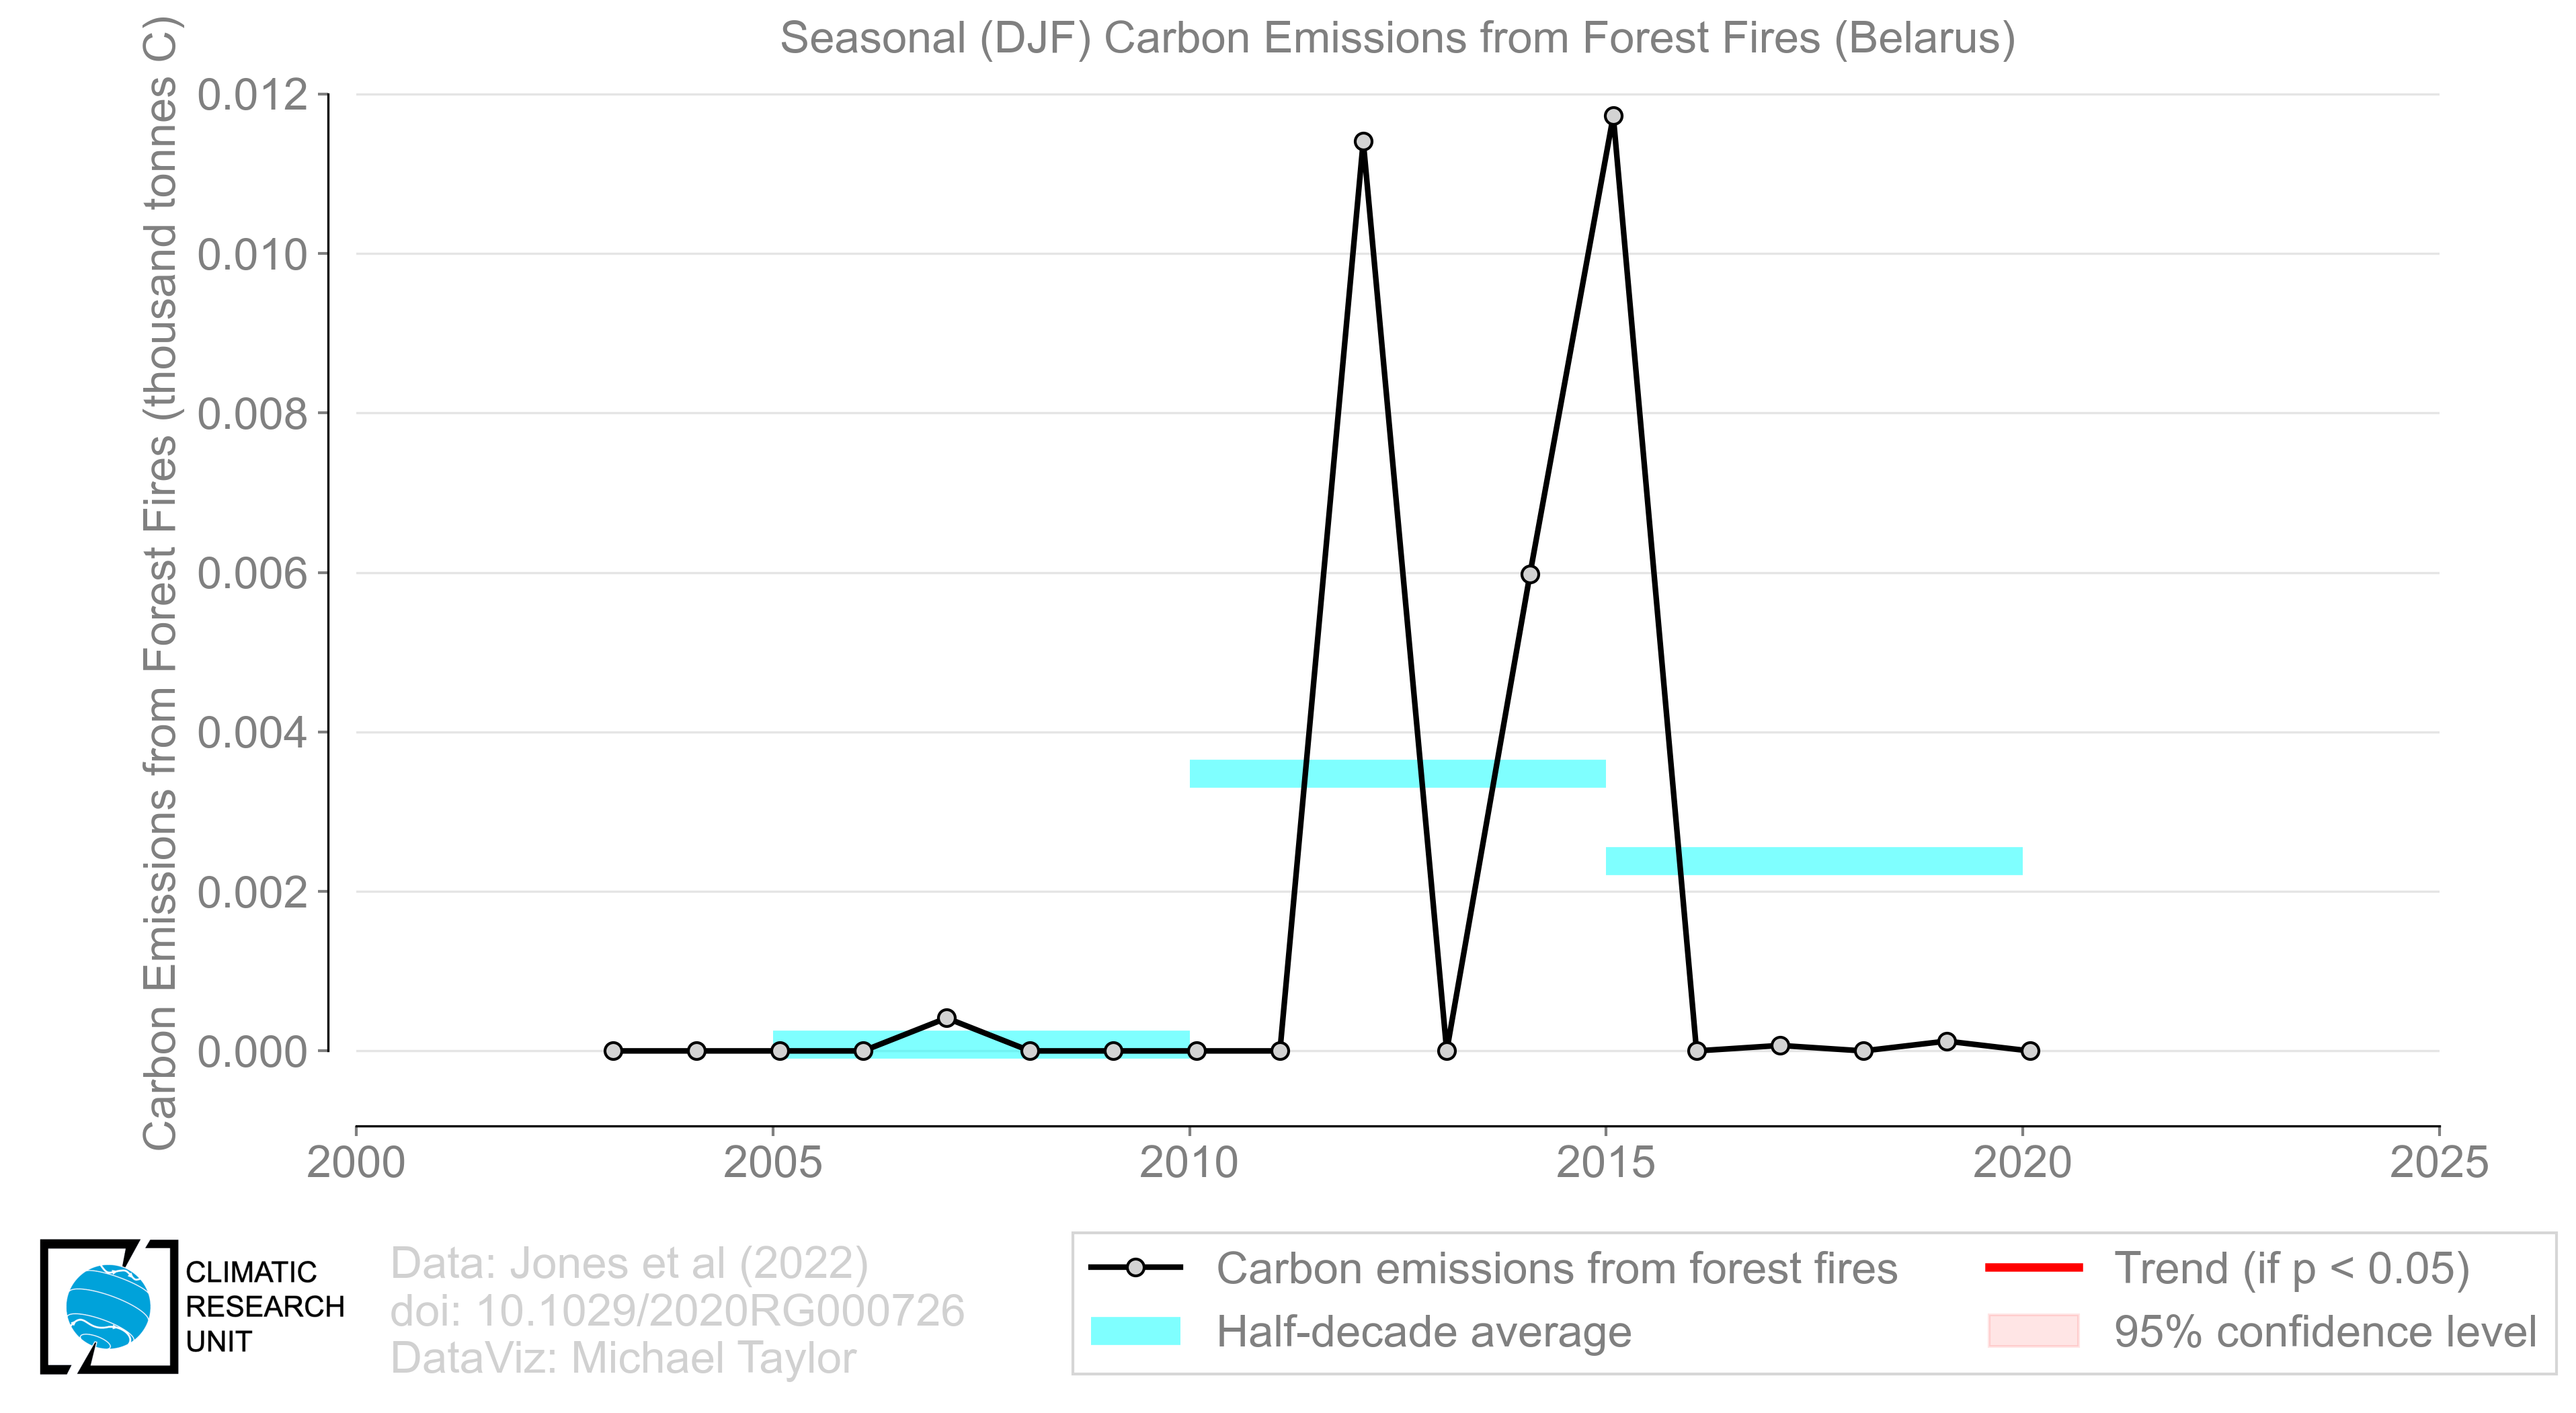 Seasonal (DJF) Carbon Emissions from Forest Fires (Belarus)
Carbon Emissions from Forest Fires (thousand tonnes C)
0.012
0.010
0.008
0.006
0.004
0.002
0.000
2000
2005
2010
2015
2020
2025
CLIMATIC
RESEARCH
UNIT
Data: Jones et al (2022)
doi: 10.1029/2020RG000726
DataViz: Michael Taylor
Carbon emissions from forest fires
Half-decade average
Trend (if p < 0.05)
95% confidence level